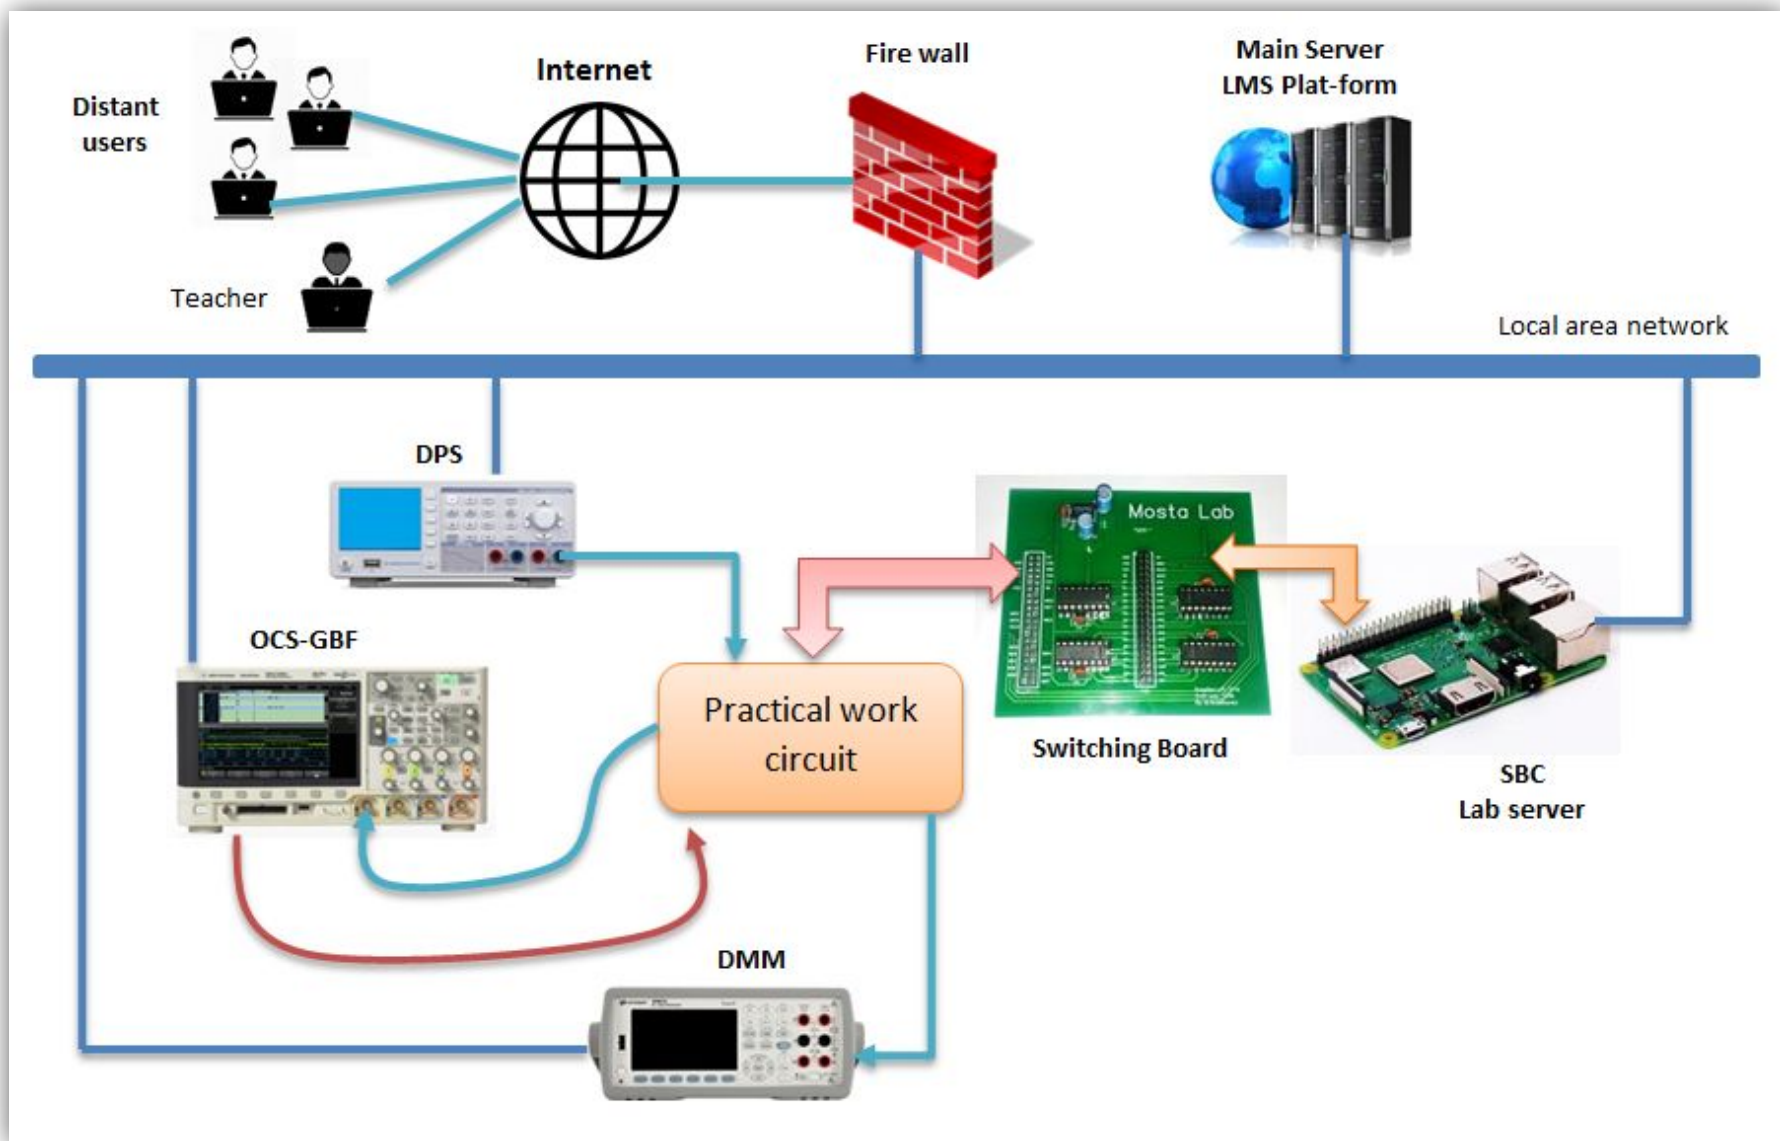 Distant
users
Internet
Fire wall
Main Server
LMS Plat-form
Teacher
Local area network
DPS
Mosta Lab
OCS-GBF
Practical work
circuit
Switching Board
SBC
Lab server
DMM